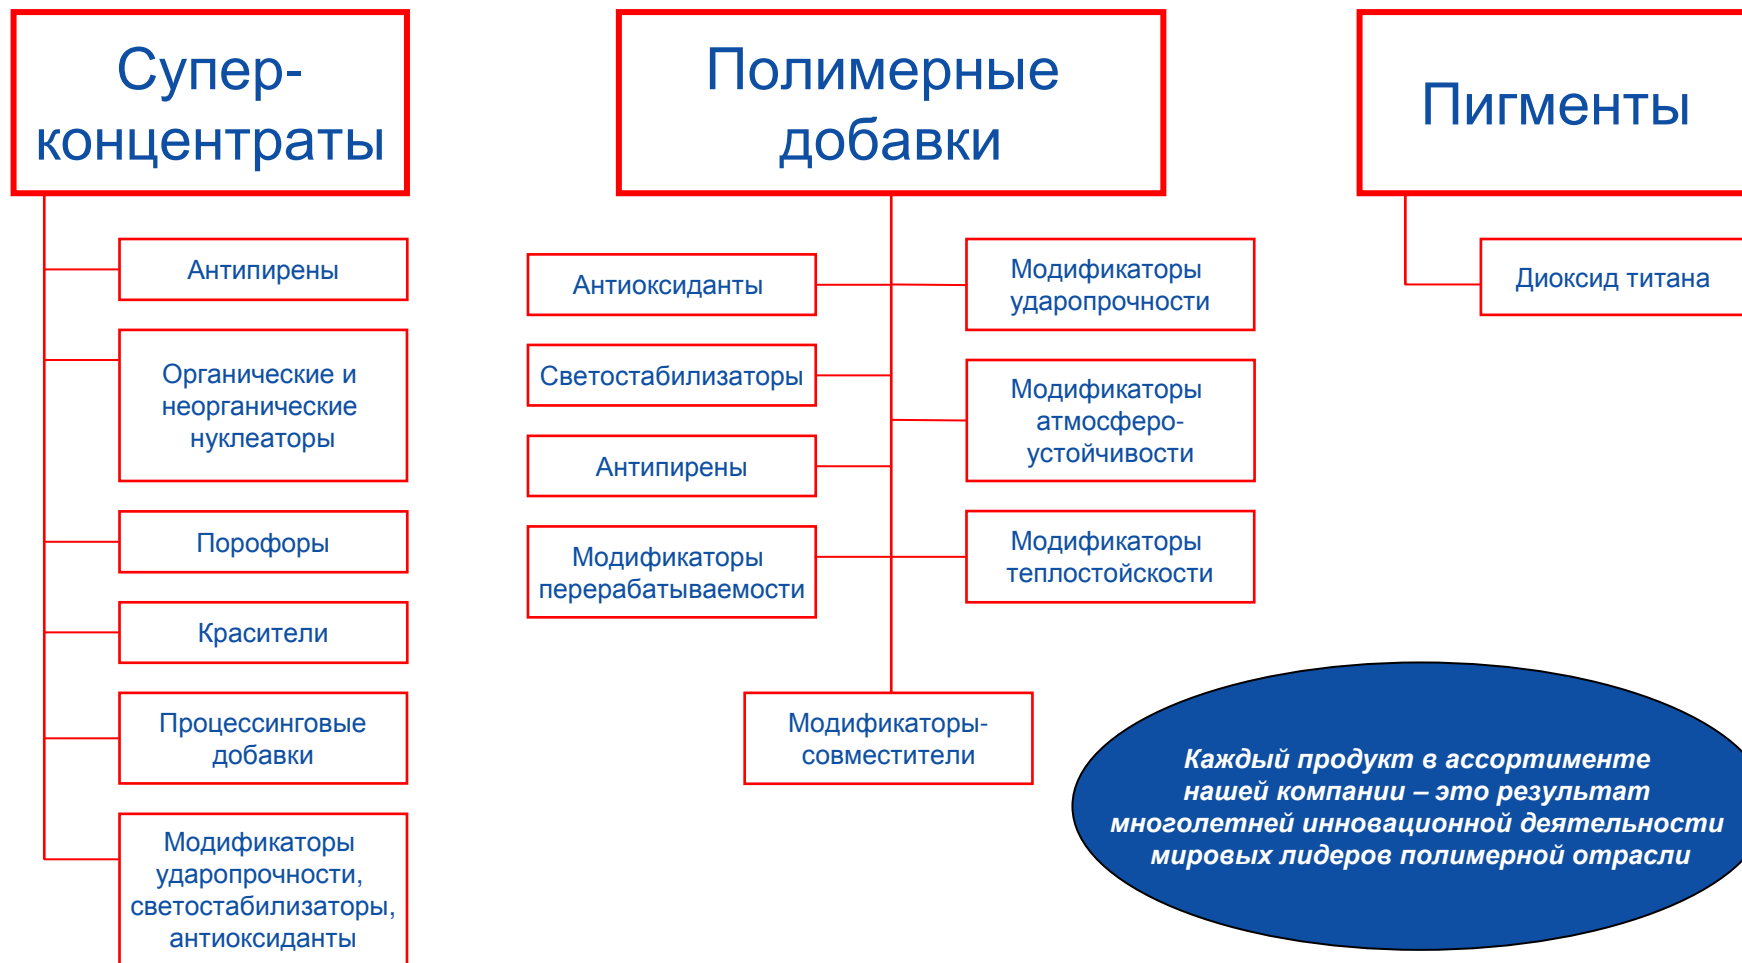 Супер-
концентраты
Антипирены
Органические и
неорганические
нуклеаторы
Порофоры
Красители
Процессинговые
добавки
Модификаторы
ударопрочности,
светостабилизаторы,
антиоксиданты
Полимерные
добавки
Антиоксиданты
Светостабилизаторы
Антипирены
Модификаторы
перерабатываемости
Модификаторы
ударопрочности
Модификаторы
атмосферо-
устойчивости
Модификаторы
теплостойскости
Модификаторы-
совместители
Пигменты
Диоксид титана
Каждый продукт в ассортименте
нашей компании – это результат
многолетней инновационной деятельности
мировых лидеров полимерной отрасли